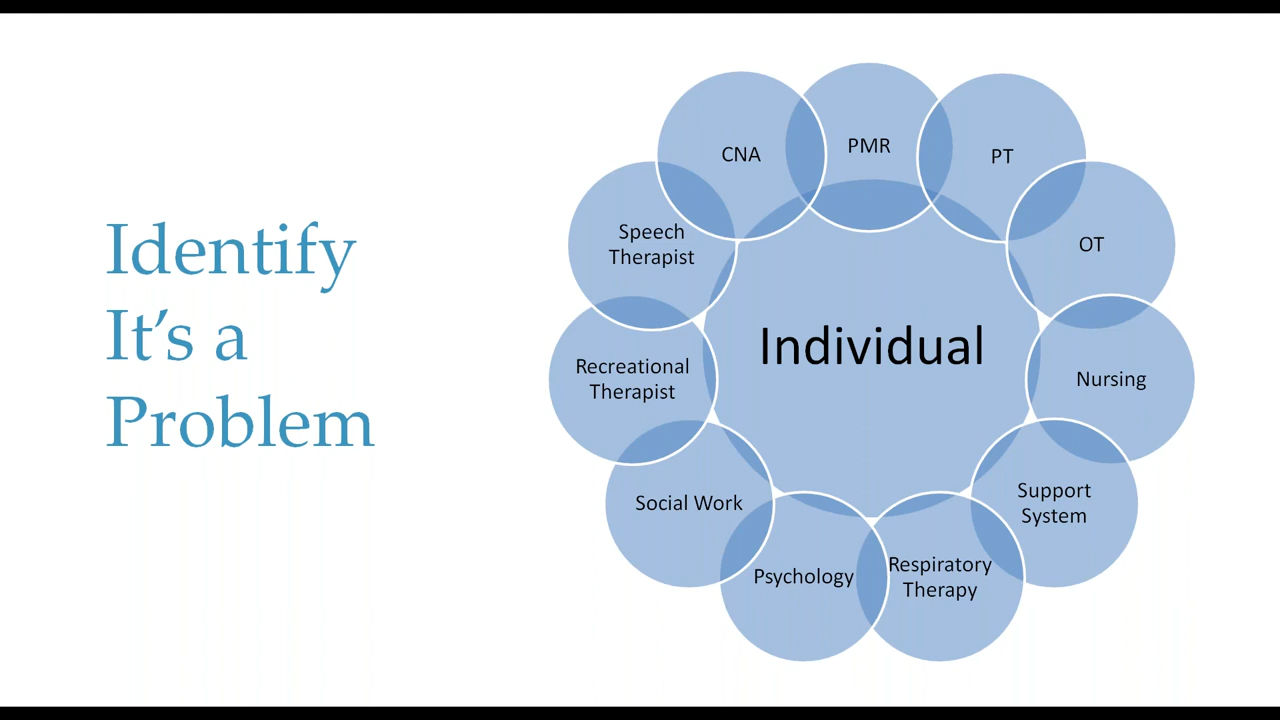 Identify
It’s a
Problem
Individual
PMR
PT
OT
Nursing
Support
System
Respiratory
Therapy
Psychology
Social Work
Recreational
Therapist
Speech
Therapist
CNA